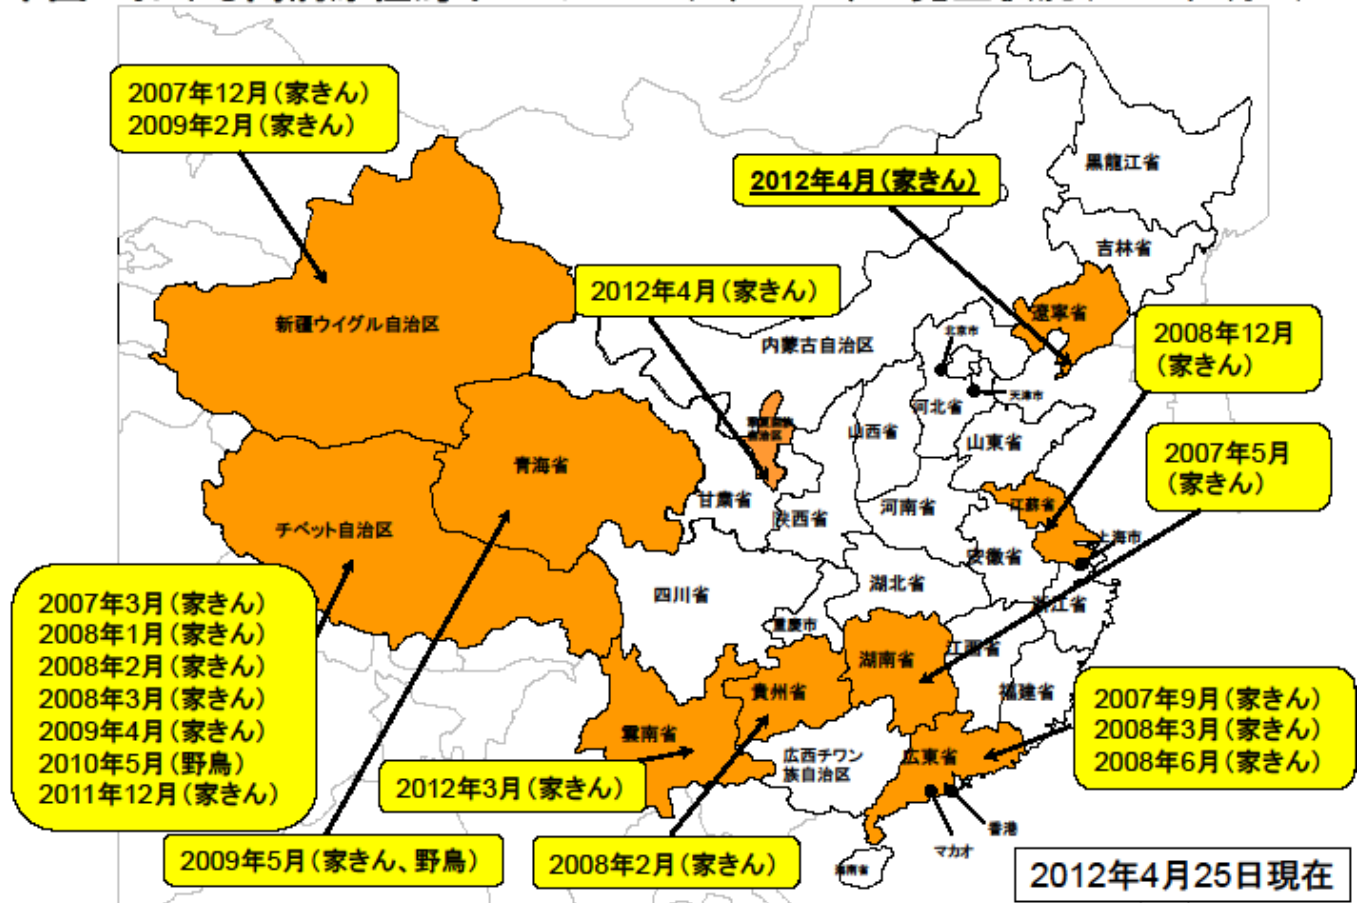 2007年12月(家きん)
2009年2月(家きん)
黒龍江省
2012年4月(家きん)
吉林省
2012年4月(家きん)
遼寧省
新疆ウイグル自治区
北京市
2008年12月
(家きん)
内蒙古自治区
天津市
河北省
山西省
自治区
山東省
2007年5月
(家きん)
青海省
甘粛省
陝西省
河南省
江蘇省
チベット自治区
上海市
安徽省
湖北省
四川省
浙江省
2007年3月(家きん)
2008年1月(家きん)
2008年2月(家きん)
2008年3月(家きん)
2009年4月(家きん)
2010年5月(野鳥)
2011年12月(家きん)
重慶市
江西省
湖南省
福建省
貴州省
雲南省
2007年9月(家きん)
2008年3月(家きん)
2008年6月(家きん)
広西チワン
族自治区
広東省
2012年3月(家きん)
香港
マカオ
2009年5月(家きん、野鳥)
2008年2月(家きん)
海南省
2012年4月25日現在